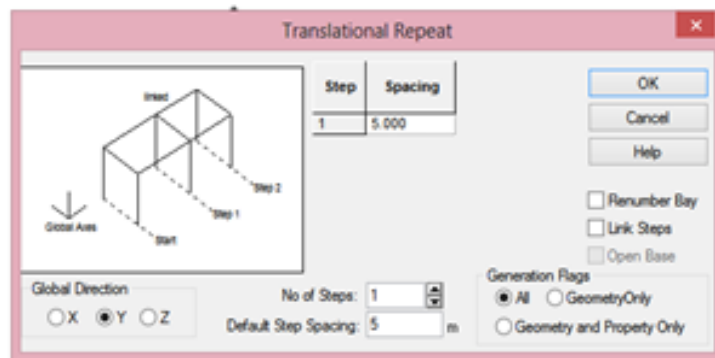 Translational Repeat
linked
Step 2
Step 1
Start
Global Axes
Step Spacing
1 5.000
OK
Cancel
Help
Renumber Bay
Link Steps
Open Base
Global Direction
X Y Z
No of Steps: 1
Default Step Spacing: 5 m
Generation Flags
All GeometryOnly
Geometry and Property Only